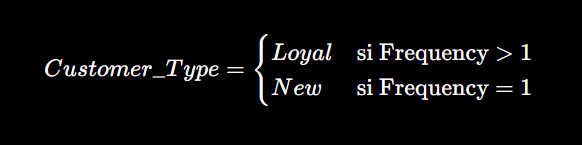 Customer_Type = { Loyal si Frequency > 1
New si Frequency = 1